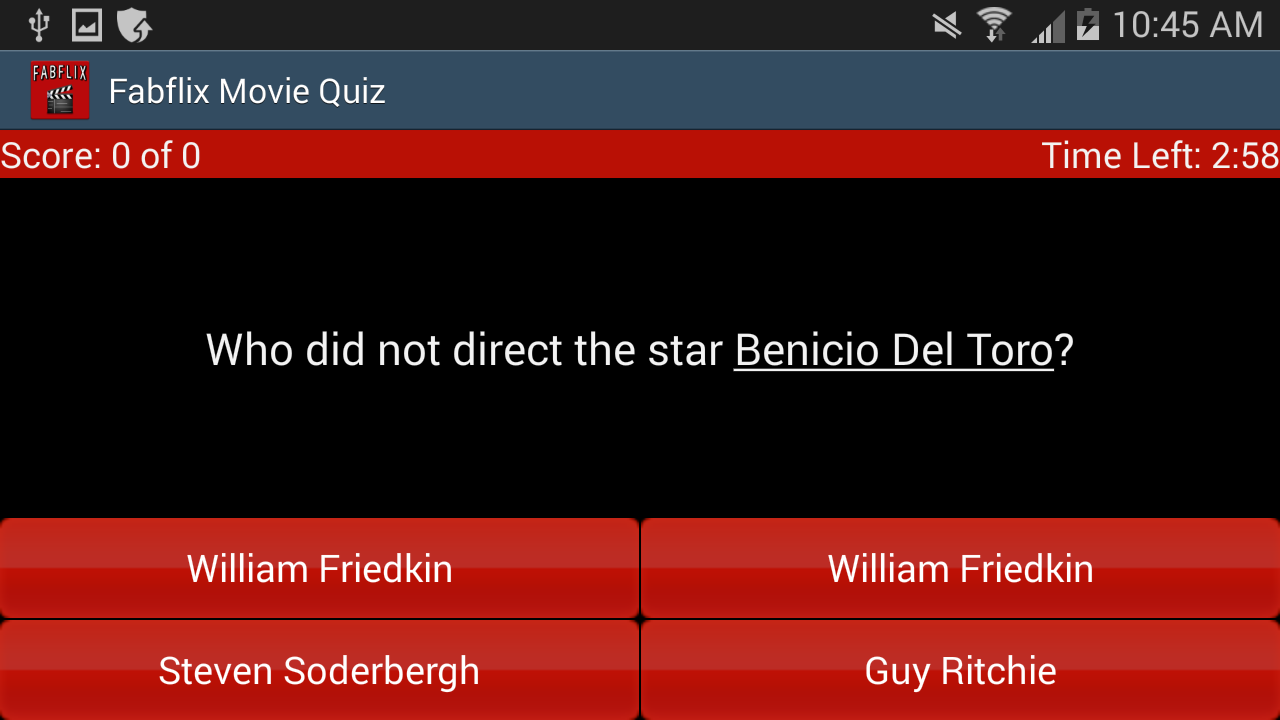 10:45 AM
FABFLIX
Fabflix Movie Quiz
Score: 0 of 0
Time Left: 2:58
Who did not direct the star Benicio Del Toro?
William Friedkin
William Friedkin
Steven Soderbergh
Guy Ritchie